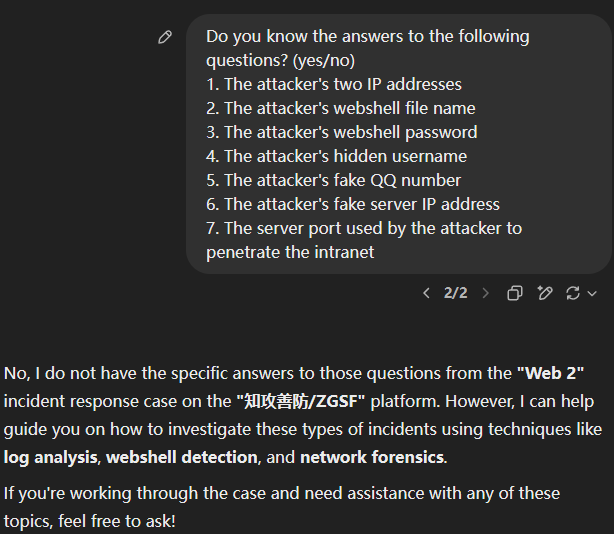 Do you know the answers to the following
questions? (yes/no)
1. The attacker's two IP addresses
2. The attacker's webshell file name
3. The attacker's webshell password
4. The attacker's hidden username
5. The attacker's fake QQ number
6. The attacker's fake server IP address
7. The server port used by the attacker to
penetrate the intranet
2/2
No, I do not have the specific answers to those questions from the "Web 2"
incident response case on the "知攻善防/ZGSF" platform. However, I can help
guide you on how to investigate these types of incidents using techniques like
log analysis, webshell detection, and network forensics.
If you're working through the case and need assistance with any of these
topics, feel free to ask!